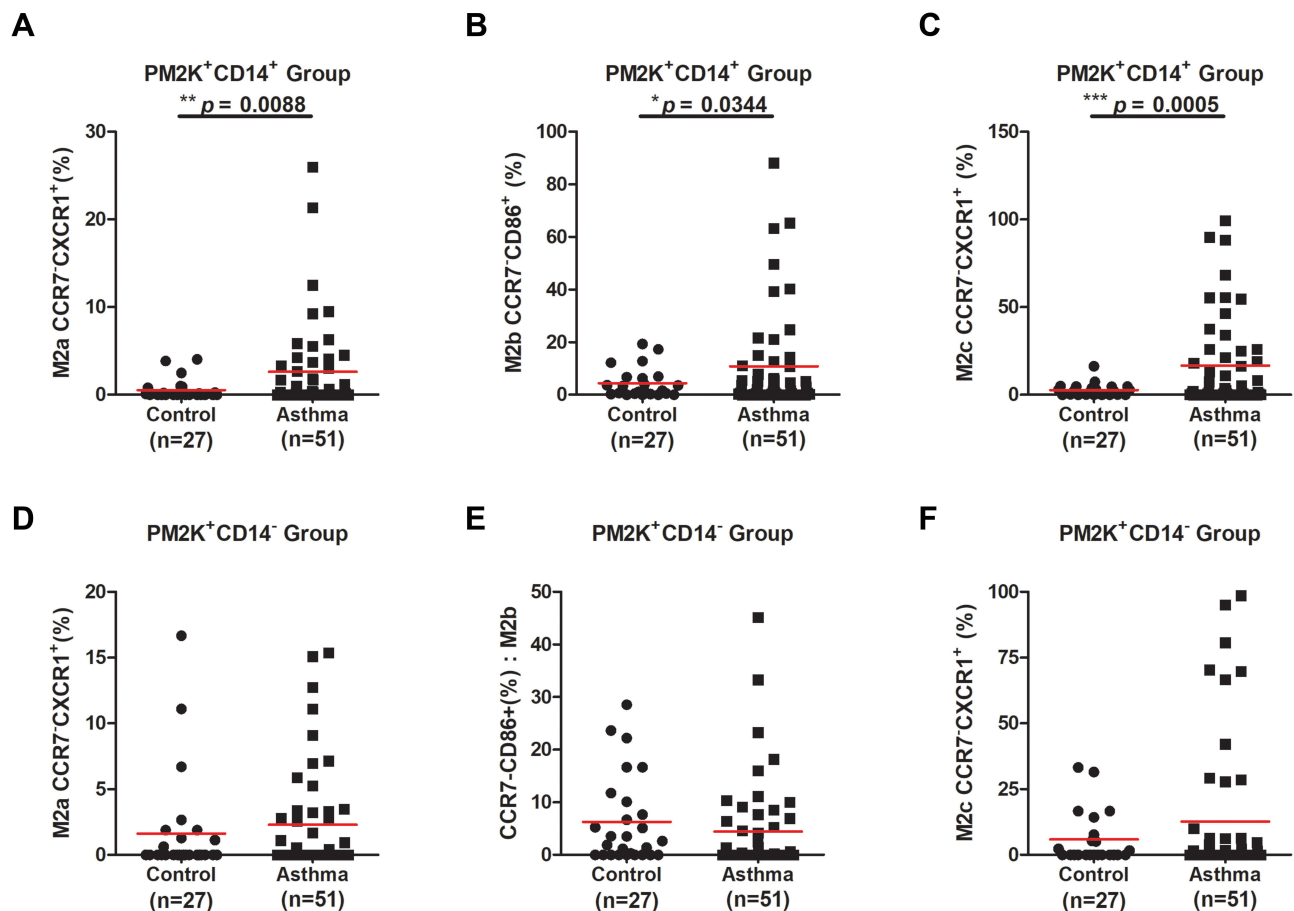 A
PM2K⁺CD14⁺ Group
** p = 0.0088
M2a CCR7⁻CXCR1⁺(%)
30
20
10
0
Control
(n=27)
Asthma
(n=51)
B
PM2K⁺CD14⁺ Group
* p = 0.0344
M2b CCR7⁻CD86⁺ (%)
100
80
60
40
20
0
Control
(n=27)
Asthma
(n=51)
C
PM2K⁺CD14⁺ Group
*** p = 0.0005
M2c CCR7⁻CXCR1⁺ (%)
150
100
50
0
Control
(n=27)
Asthma
(n=51)
D
PM2K⁺CD14⁻ Group
M2a CCR7⁻CXCR1⁺(%)
20
15
10
5
0
Control
(n=27)
Asthma
(n=51)
E
PM2K⁺CD14⁻ Group
CCR7-CD86+(%) : M2b
50
40
30
20
10
0
Control
(n=27)
Asthma
(n=51)
F
PM2K⁺CD14⁻ Group
M2c CCR7⁻CXCR1⁺ (%)
100
75
50
25
0
Control
(n=27)
Asthma
(n=51)